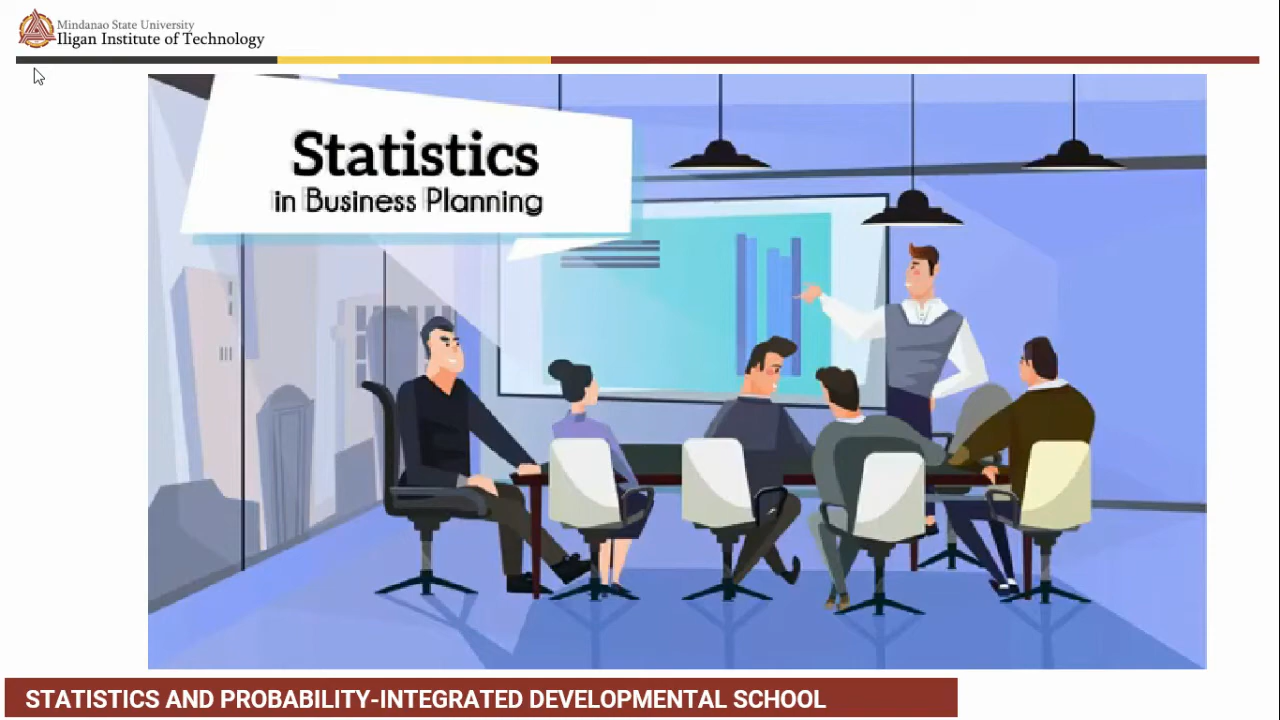 Mindanao State University
Iligan Institute of Technology
Statistics
in Business Planning
STATISTICS AND PROBABILITY-INTEGRATED DEVELOPMENTAL SCHOOL